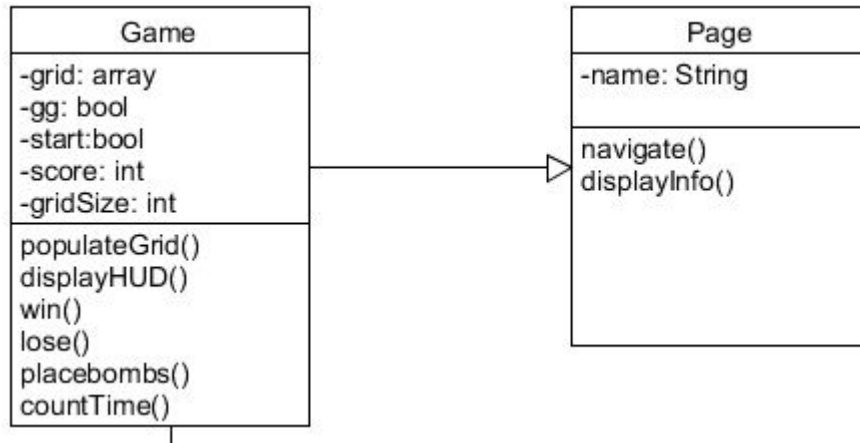 Game
-grid: array
-gg: bool
-start:bool
-score: int
-gridSize: int
populateGrid()
displayHUD()
win()
lose()
placebombs()
countTime()
Page
-name: String
navigate()
displayInfo()